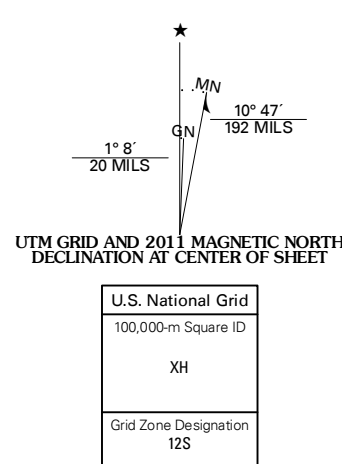 ★
MN
10° 47´
192 MILS
GN
1° 8´
20 MILS
UTM GRID AND 2011 MAGNETIC NORTH
DECLINATION AT CENTER OF SHEET
U.S. National Grid
100,000-m Square ID
XH
Grid Zone Designation
12S